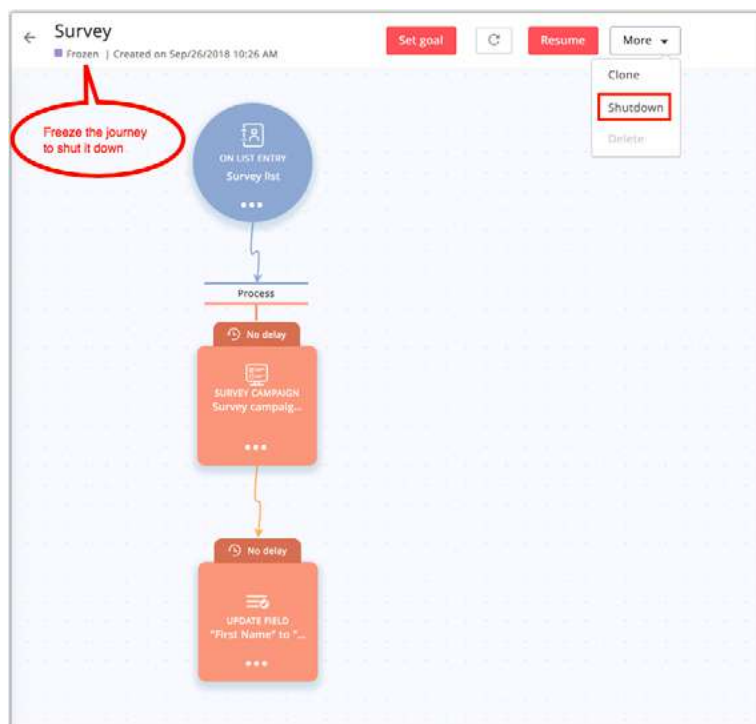 Survey
Frozen | Created on Sep/26/2018 10:26 AM
Set goal
Resume
More
Clone
Shutdown
Delete
Freeze the journey
to shut it down
ON LIST ENTRY
Survey list
Process
No delay
SURVEY CAMPAIGN
Survey campaig...
No delay
UPDATE FIELD
"First Name" to "...